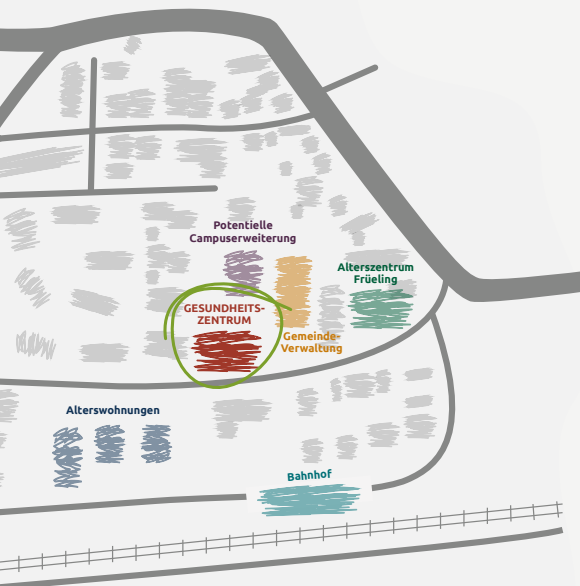 Potentielle
Campuserweiterung
Alterszentrum
Früeling
GESUNDHEITS-
ZENTRUM
Gemeinde-
Verwaltung
Alterswohnungen
Bahnhof